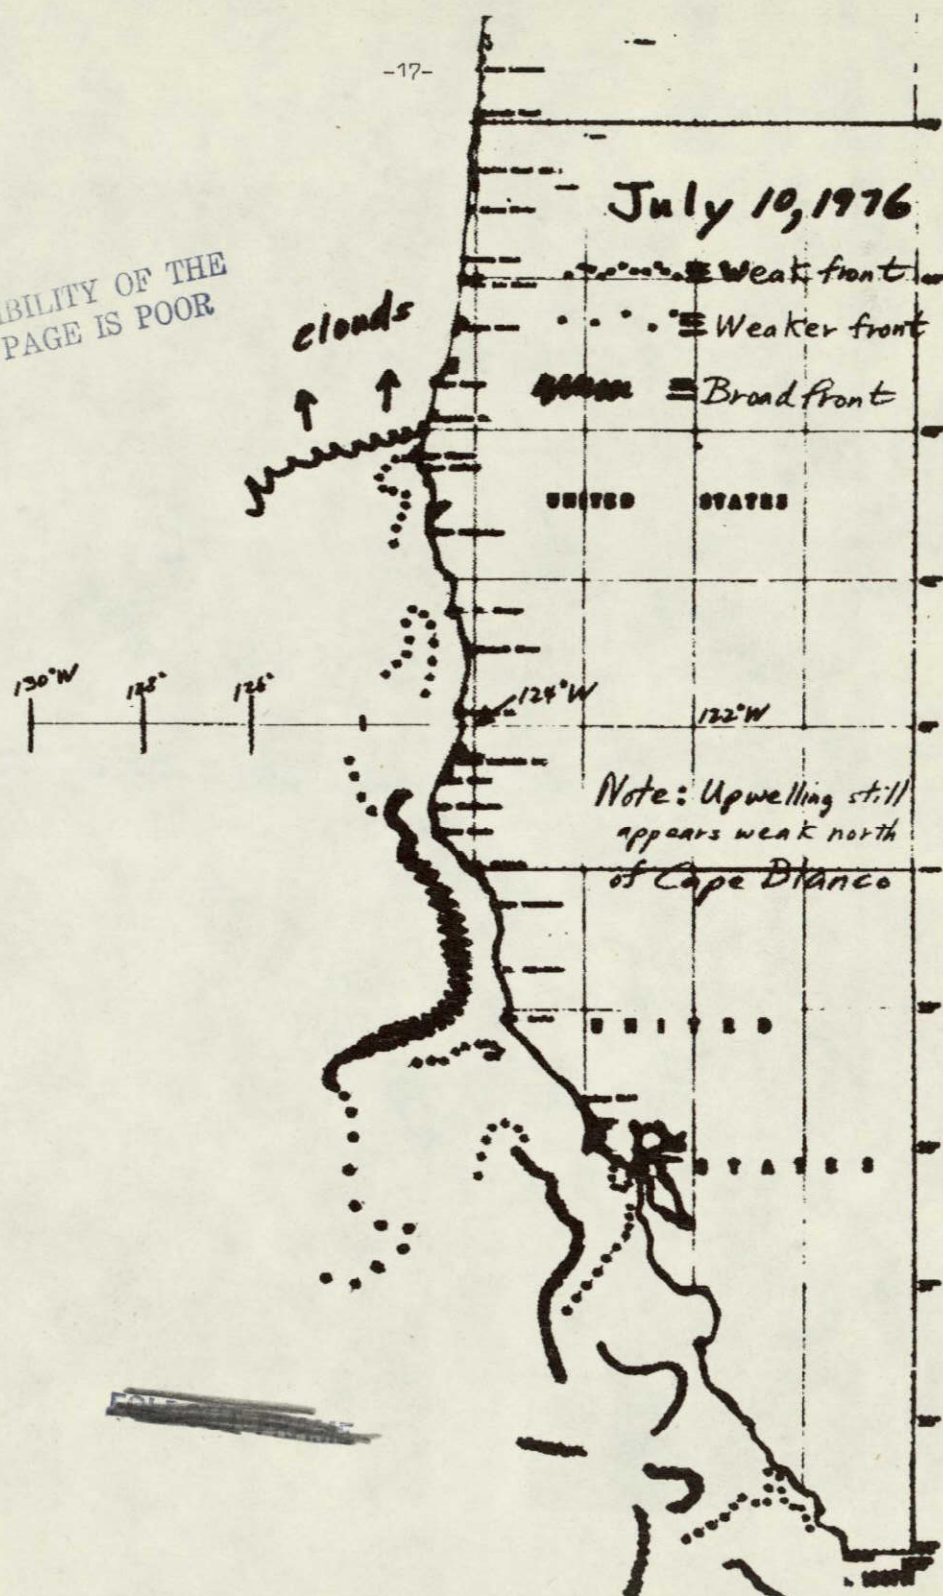 -17-
July 10, 1976
BILITY OF THE
PAGE IS POOR
≡ Weak front
clouds
≡ Weaker front
≡ Broad front
UNITED STATES
130°W 128° 126°
124°W
122°W
Note: Upwelling still
appears weak north
of Cape Blanco
UNITED
STATES